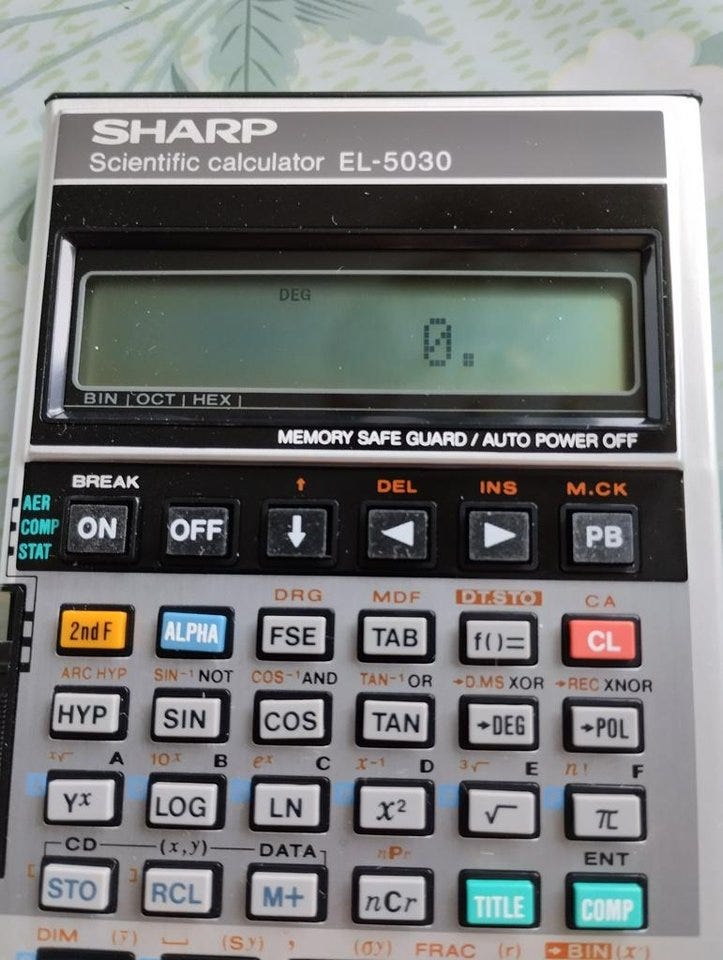 SHARP
Scientific calculator EL-5030
DEG
0.
BIN | OCT | HEX |
MEMORY SAFE GUARD / AUTO POWER OFF
BREAK ↑ DEL INS M.CK
AER
COMP
STAT
ON OFF ↓ ◀ ▶ PB
DRG MDF DT.STO CA
2nd F ALPHA FSE TAB f()= CL
ARC HYP SIN⁻¹ NOT COS⁻¹ AND TAN⁻¹ OR →D.MS XOR →REC XNOR
HYP SIN COS TAN →DEG →POL
ˣ√ A 10ˣ B eˣ C x⁻¹ D ³√ E n! F
Yˣ LOG LN x² √ π
CD (x,y) DATA nPr ENT
STO RCL M+ nCr TITLE COMP
DIM (ȳ) (Sy) , (σy) FRAC (r) →BIN